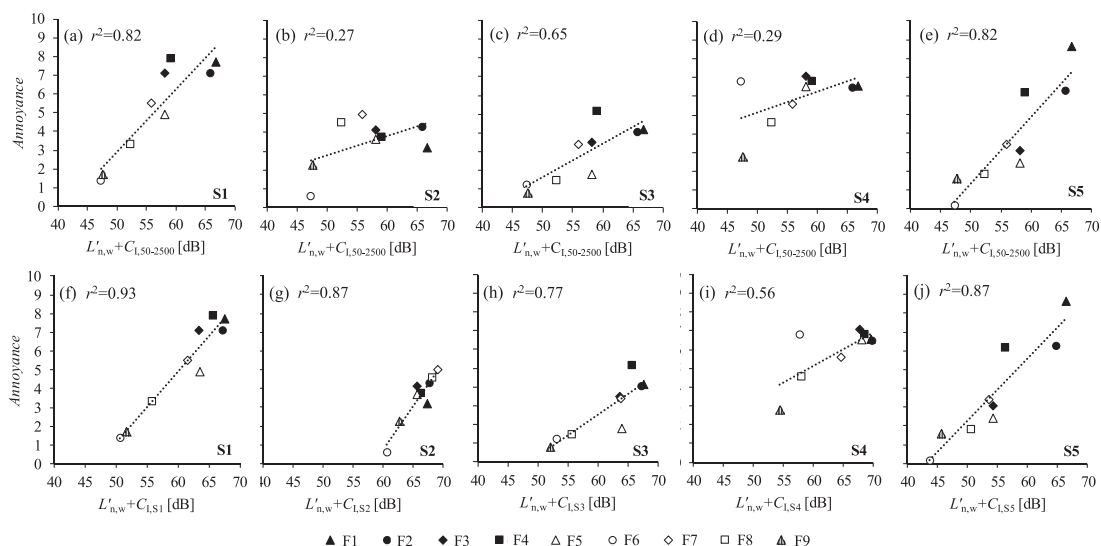 (a) r²=0.82
(b) r²=0.27
(c) r²=0.65
(d) r²=0.29
(e) r²=0.82
Annoyance
10
9
8
7
6
5
4
3
2
1
0
S1
S2
S3
S4
S5
40 45 50 55 60 65 70
40 45 50 55 60 65 70
40 45 50 55 60 65 70
40 45 50 55 60 65 70
40 45 50 55 60 65 70
L'n,w+CI,50-2500 [dB]
L'n,w+CI,50-2500 [dB]
L'n,w+CI,50-2500 [dB]
L'n,w+CI,50-2500 [dB]
L'n,w+CI,50-2500 [dB]
(f) r²=0.93
(g) r²=0.87
(h) r²=0.77
(i) r²=0.56
(j) r²=0.87
Annoyance
10
9
8
7
6
5
4
3
2
1
0
S1
S2
S3
S4
S5
40 45 50 55 60 65 70
40 45 50 55 60 65 70
40 45 50 55 60 65 70
40 45 50 55 60 65 70
40 45 50 55 60 65 70
L'n,w+CI,S1 [dB]
L'n,w+CI,S2 [dB]
L'n,w+CI,S3 [dB]
L'n,w+CI,S4 [dB]
L'n,w+CI,S5 [dB]
F1 F2 F3 F4 F5 F6 F7 F8 F9